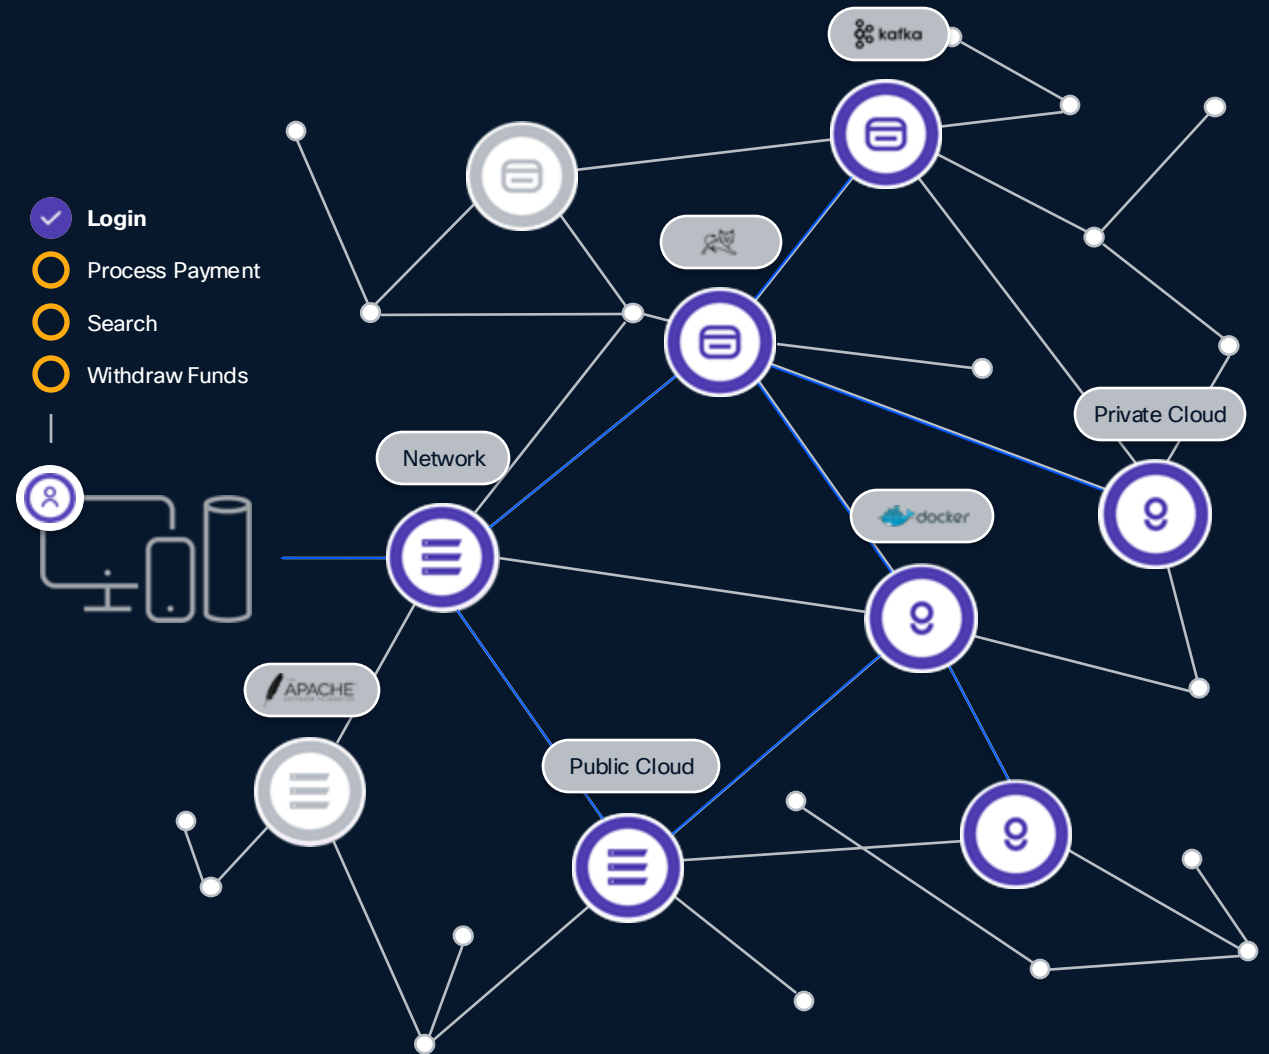 kafka
Login
Process Payment
Search
Withdraw Funds
Private Cloud
Network
docker
APACHE
Public Cloud